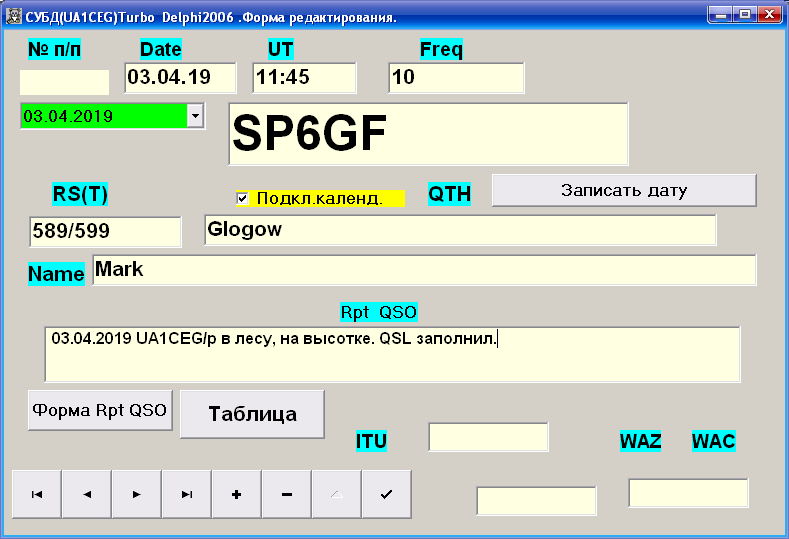 СУБД(UA1CEG)Turbo Delphi2006 .Форма редактирования.
№ п/п Date UT Freq
03.04.19 11:45 10
03.04.2019
SP6GF
RS(T) Подкл.календ. QTH Записать дату
589/599 Glogow
Name Mark
Rpt QSO
03.04.2019 UA1CEG/p в лесу, на высотке. QSL заполнил.
Форма Rpt QSO Таблица
ITU WAZ WAC